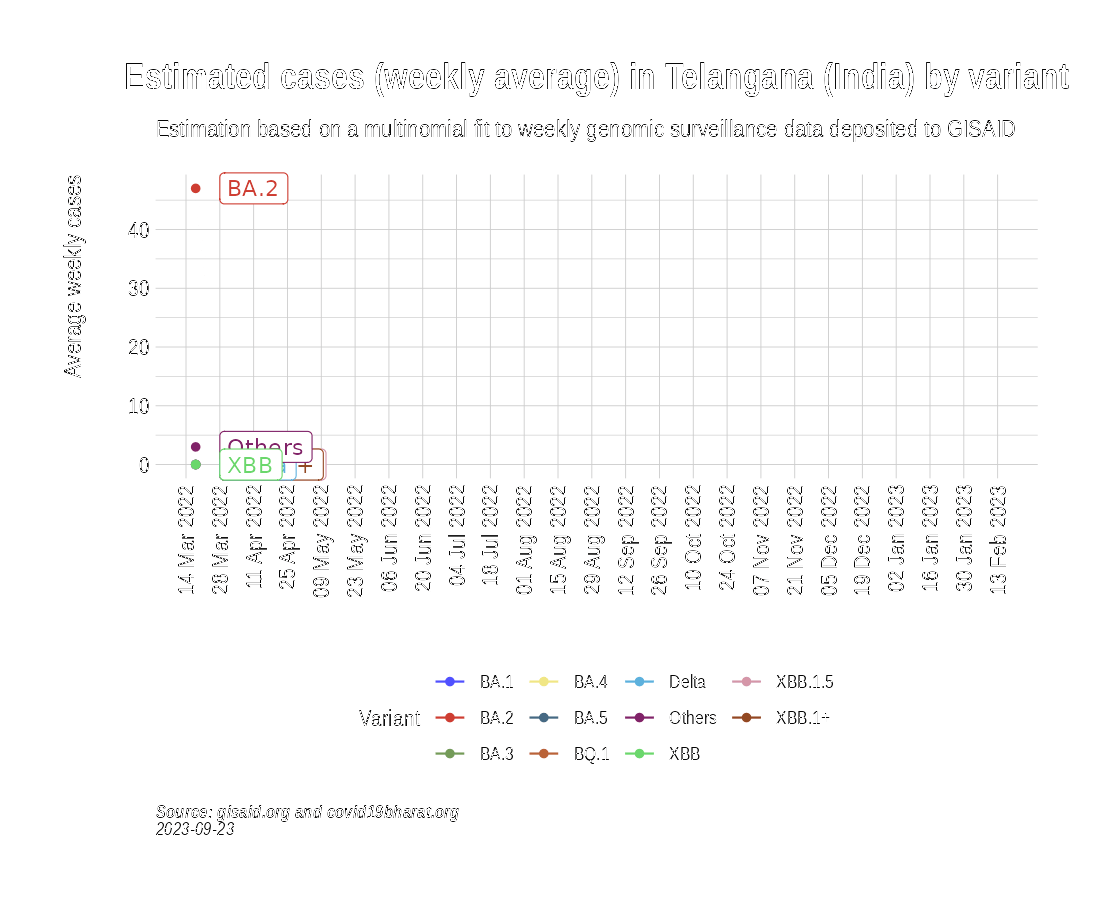 Estimated cases (weekly average) in Telangana (India) by variant
Estimation based on a multinomial fit to weekly genomic surveillance data deposited to GISAID
Average weekly cases
40
30
20
10
0
BA.2
Others
XBB
+
14 Mar 2022
28 Mar 2022
11 Apr 2022
25 Apr 2022
09 May 2022
23 May 2022
06 Jun 2022
20 Jun 2022
04 Jul 2022
18 Jul 2022
01 Aug 2022
15 Aug 2022
29 Aug 2022
12 Sep 2022
26 Sep 2022
10 Oct 2022
24 Oct 2022
07 Nov 2022
21 Nov 2022
05 Dec 2022
19 Dec 2022
02 Jan 2023
16 Jan 2023
30 Jan 2023
13 Feb 2023
Variant
BA.1 BA.4 Delta XBB.1.5
BA.2 BA.5 Others XBB.1+
BA.3 BQ.1 XBB
Source: gisaid.org and covid19bharat.org
2023-09-23